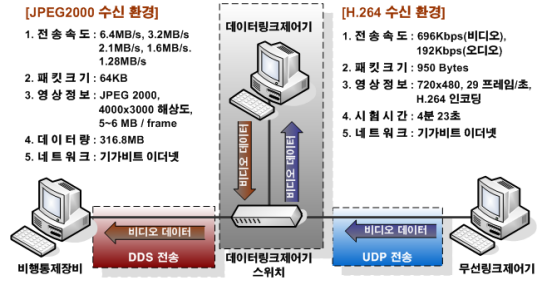 [JPEG2000 수신 환경]
1. 전 송 속 도 : 6.4MB/s, 3.2MB/s
2.1MB/s, 1.6MB/s.
1.28MB/s
2. 패 킷 크 기 : 64KB
3. 영 상 정 보 : JPEG 2000,
4000x3000 해상도,
5~6 MB / frame
4. 데 이 터 량 : 316.8MB
5. 네 트 워 크 : 기가비트 이더넷
데이터링크제어기
[H.264 수신 환경]
1. 전 송 속 도 : 696Kbps(비디오),
192Kbps(오디오)
2. 패 킷 크 기 : 950 Bytes
3. 영 상 정 보 : 720x480, 29 프레임/초,
H.264 인코딩
4. 시 험 시 간 : 4분 23초
5. 네 트 워 크 : 기가비트 이더넷
비디오 데이터
비디오 데이터
비디오 데이터
비디오 데이터
비행통제장비
DDS 전송
데이터링크제어기
스위치
UDP 전송
무선링크제어기